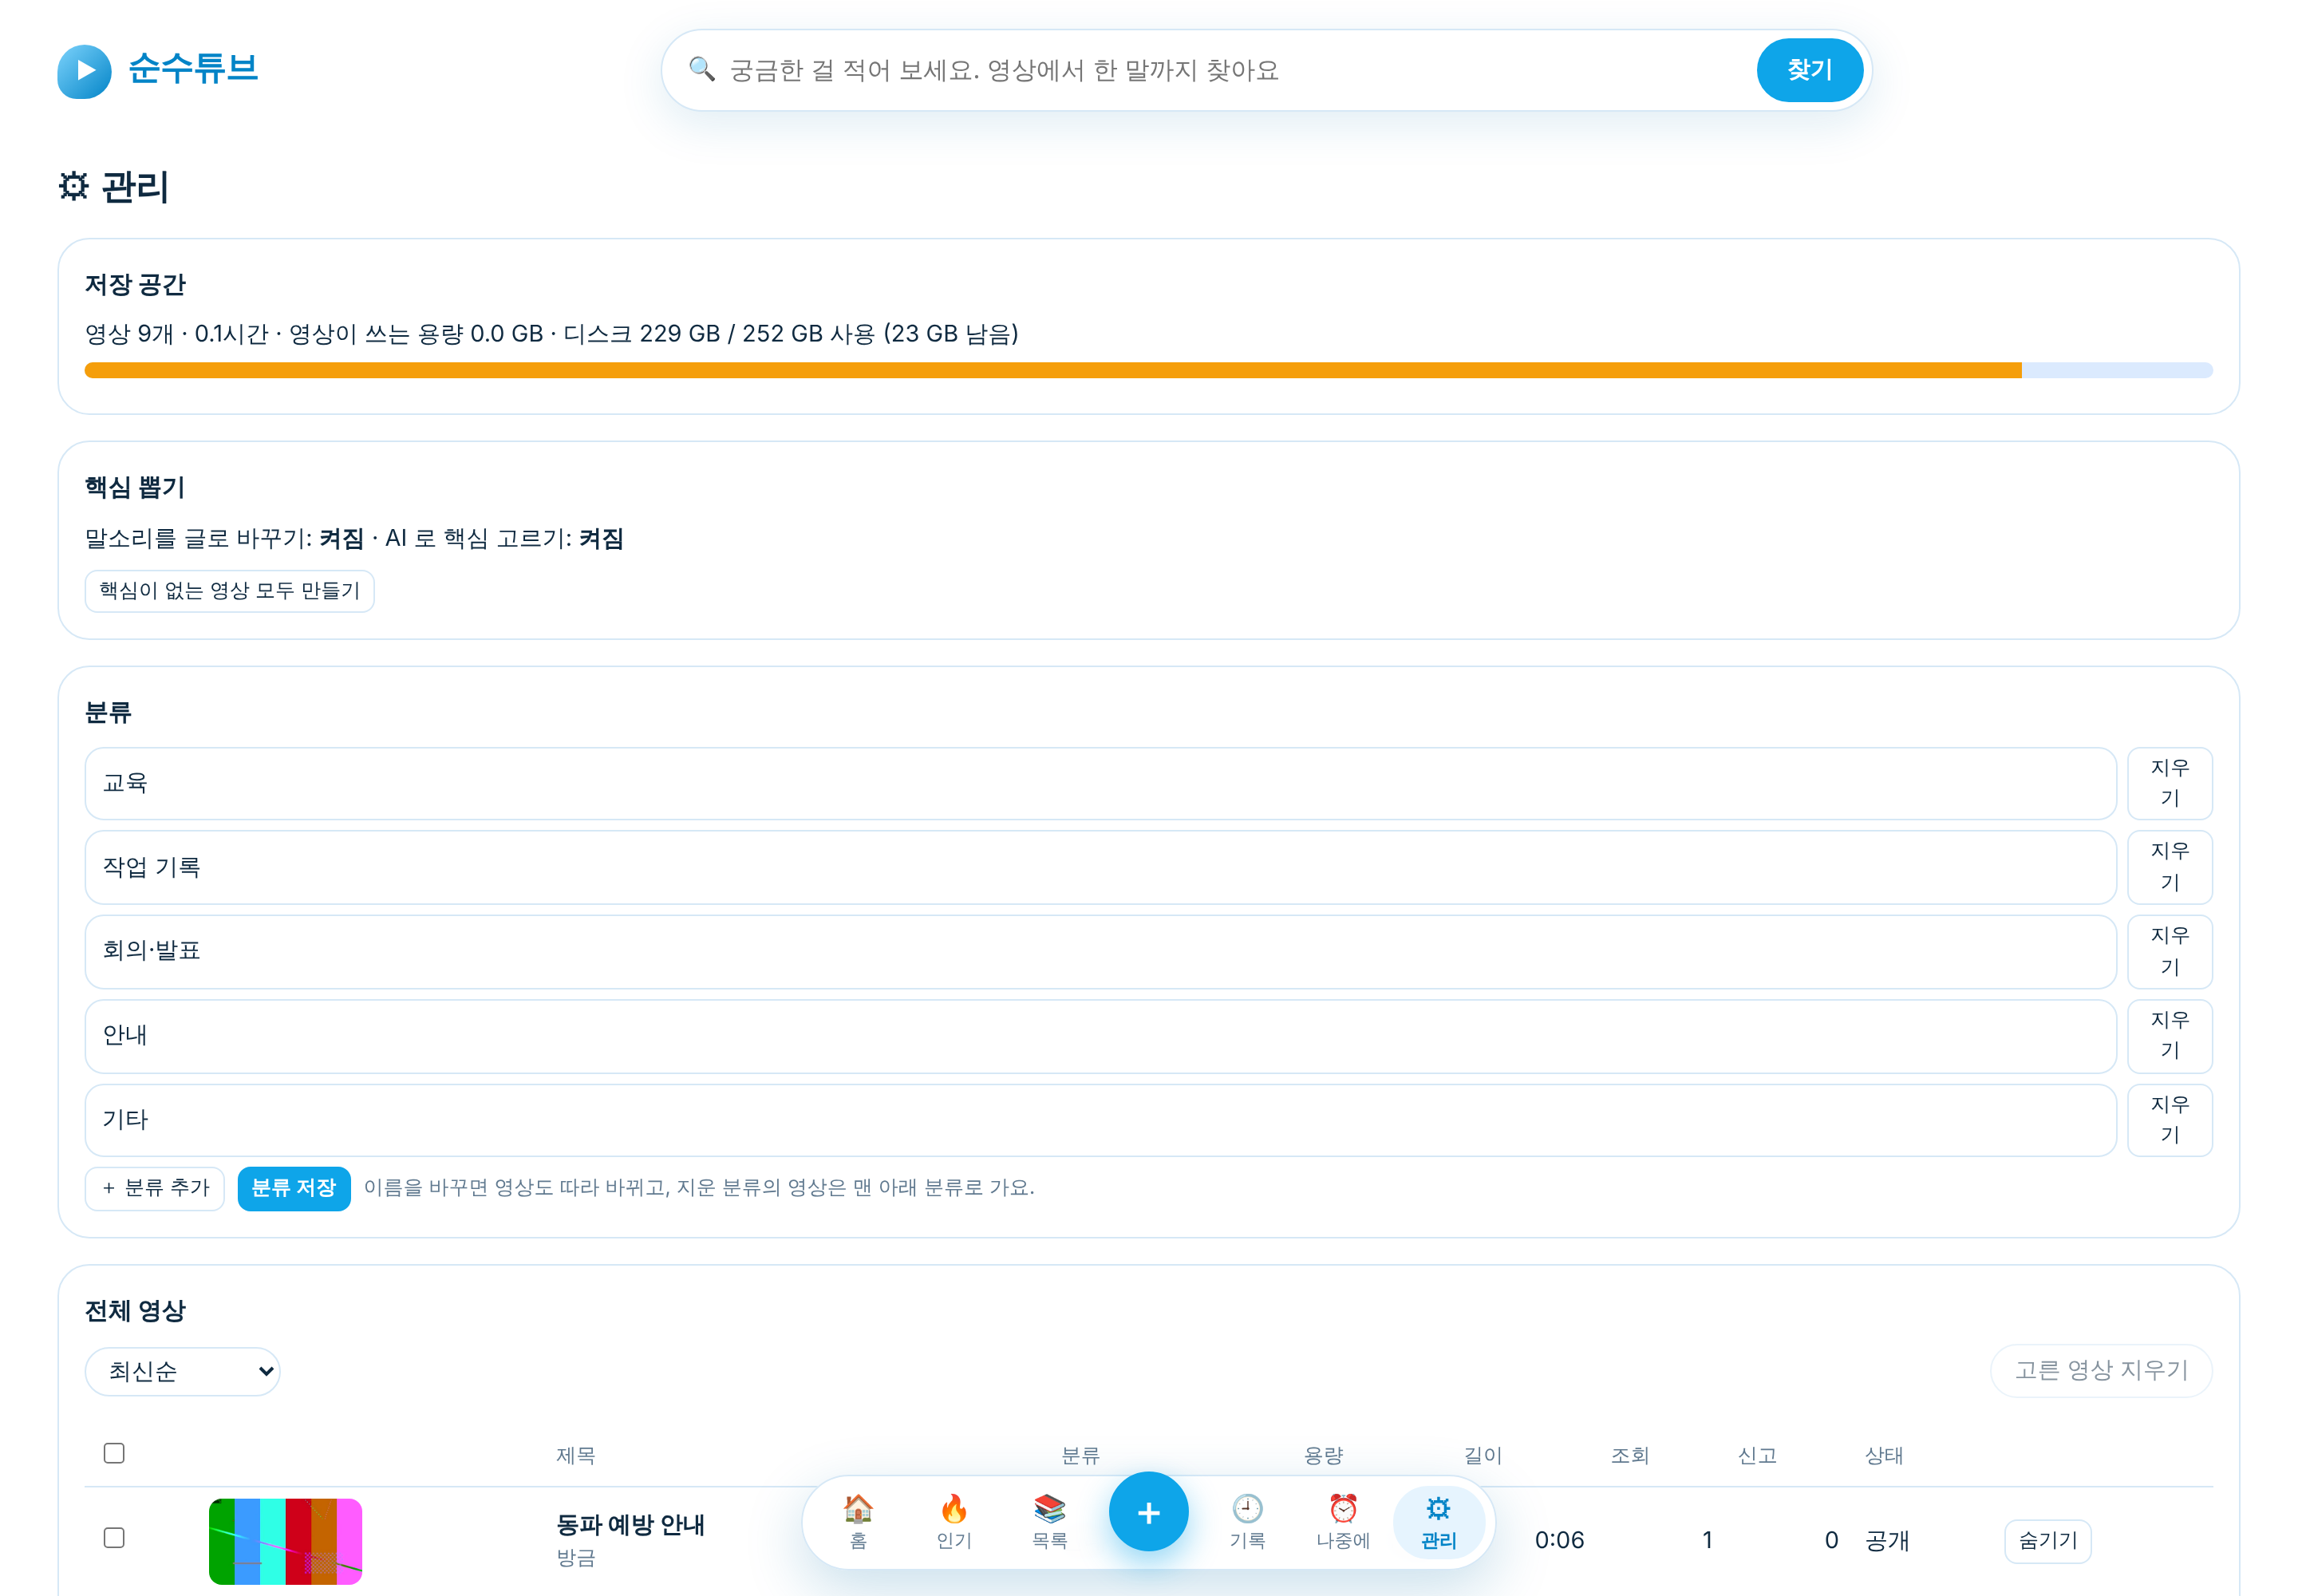 순수튜브
궁금한 걸 적어 보세요. 영상에서 한 말까지 찾아요
찾기
관리
저장 공간
영상 9개 · 0.1시간 · 영상이 쓰는 용량 0.0 GB · 디스크 229 GB / 252 GB 사용 (23 GB 남음)
핵심 뽑기
말소리를 글로 바꾸기: 켜짐 · AI 로 핵심 고르기: 켜짐
핵심이 없는 영상 모두 만들기
분류
교육
지우
기
작업 기록
지우
기
회의·발표
지우
기
안내
지우
기
기타
지우
기
+ 분류 추가
분류 저장
이름을 바꾸면 영상도 따라 바뀌고, 지운 분류의 영상은 맨 아래 분류로 가요.
전체 영상
최신순
고른 영상 지우기
제목 분류 용량 길이 조회 신고 상태
동파 예방 안내
방금
0:06 1 0 공개 숨기기
홈 인기 목록 + 기록 나중에 관리